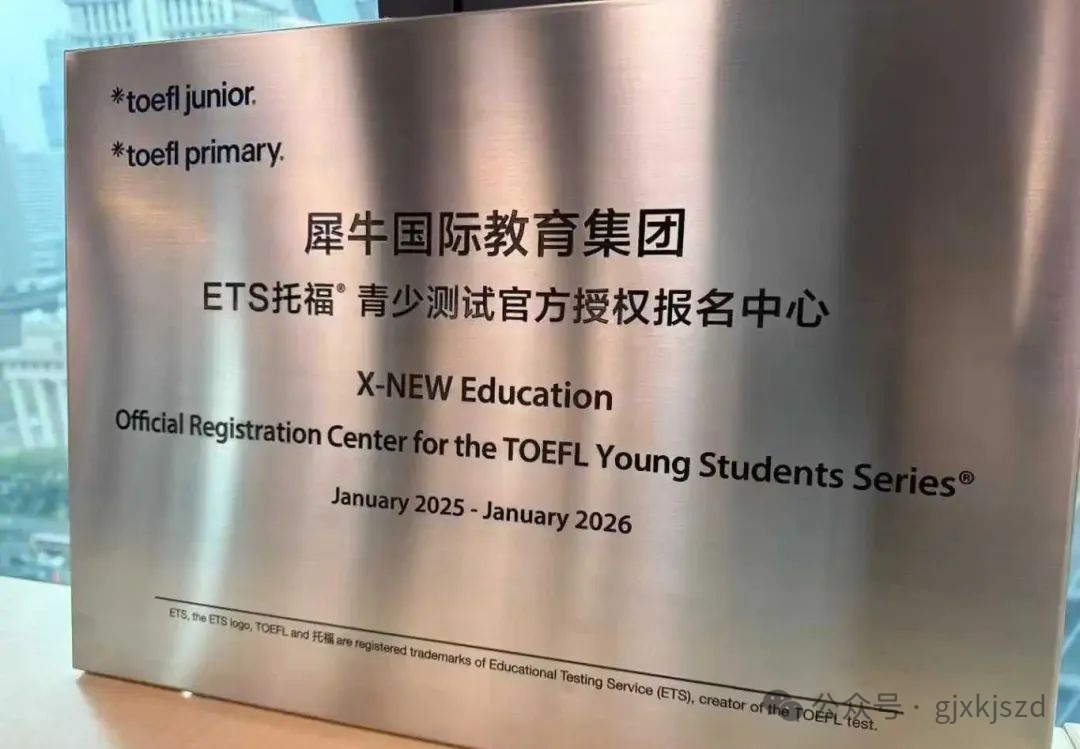 *toefl junior.
*toefl primary.
犀牛国际教育集团
ETS托福® 青少测试官方授权报名中心
X-NEW Education
Official Registration Center for the TOEFL Young Students Series®
January 2025 - January 2026
ETS, the ETS logo, TOEFL and 托福 are registered trademarks of Educational Testing Service (ETS), creator of the TOEFL test.
公众号 · gjxkjszd